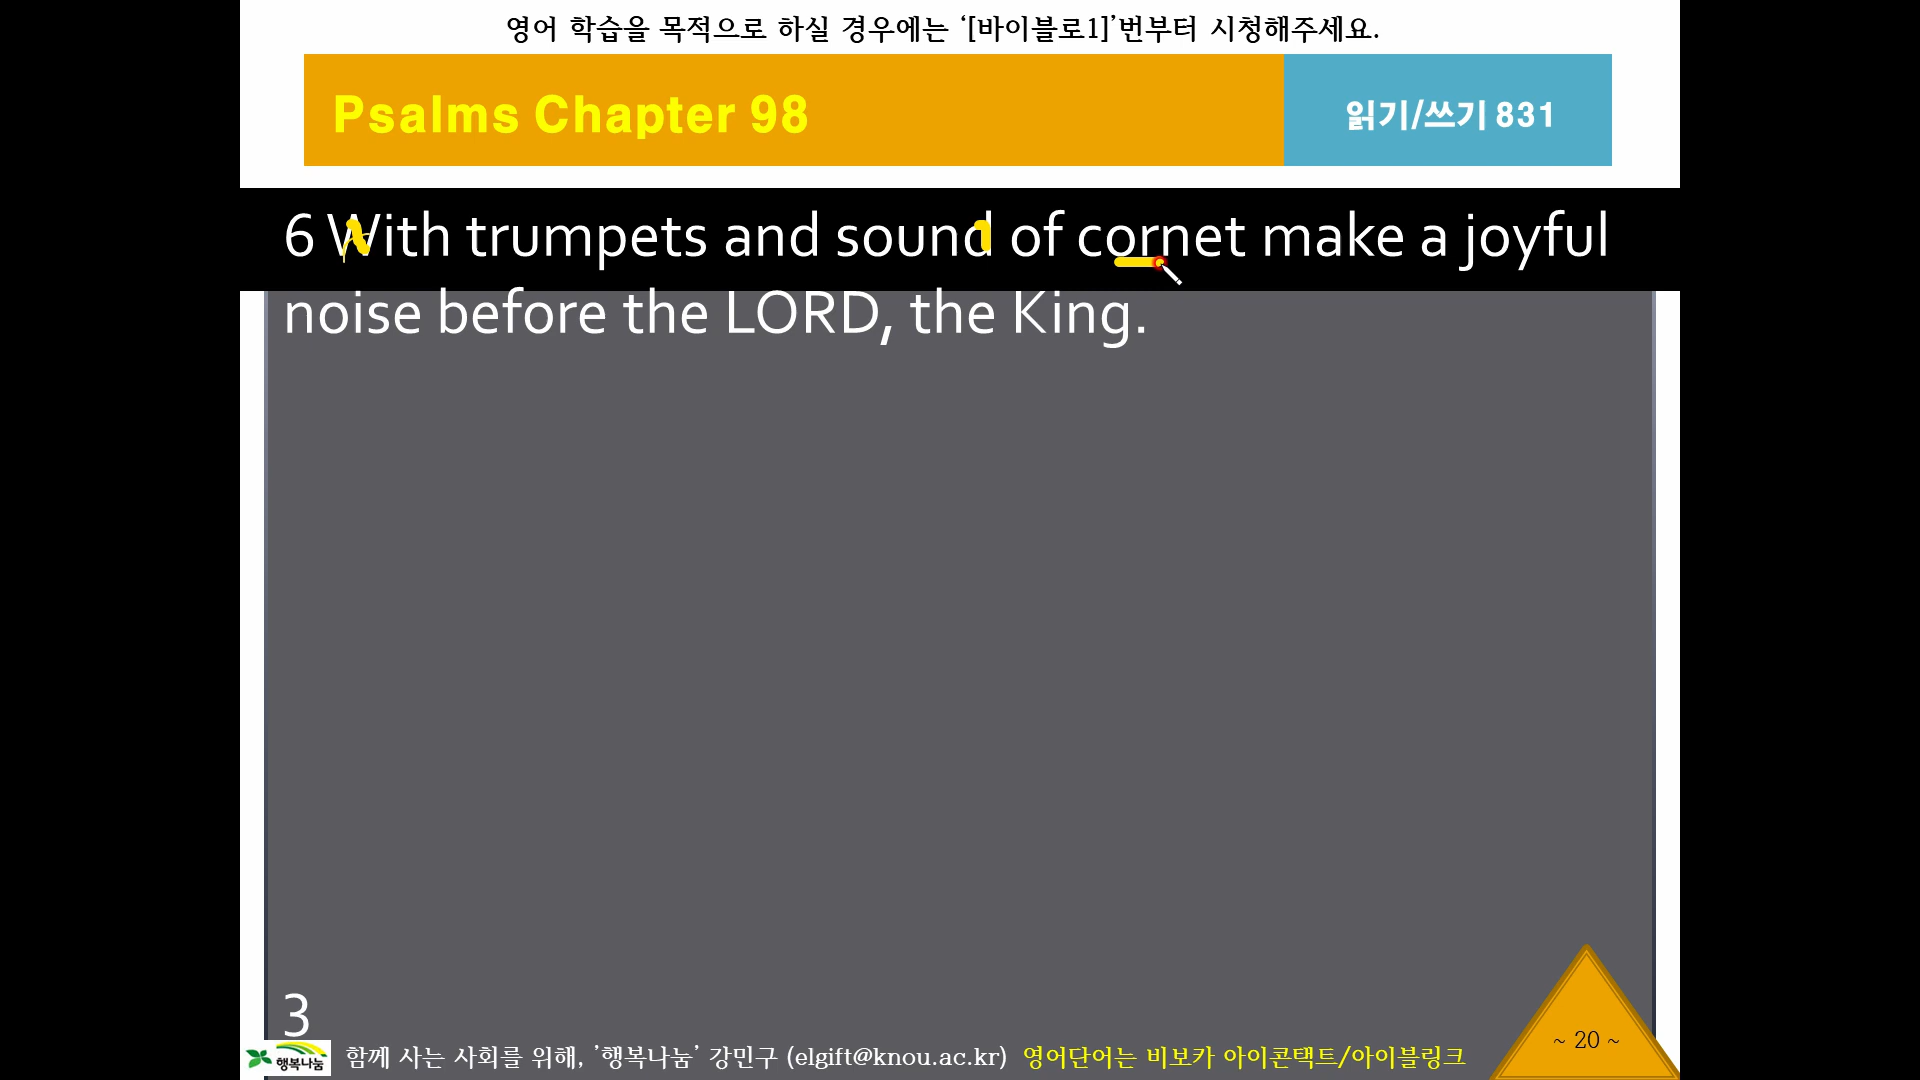 영어 학습을 목적으로 하실 경우에는 ‘[바이블로1]’번부터 시청해주세요.
Psalms Chapter 98
읽기/쓰기 831
6 With trumpets and sound of cornet make a joyful
noise before the LORD, the King.
3
~ 20 ~
행복나눔
함께 사는 사회를 위해, ’행복나눔’ 강민구 (elgift@knou.ac.kr) 영어단어는 비보카 아이콘택트/아이블링크